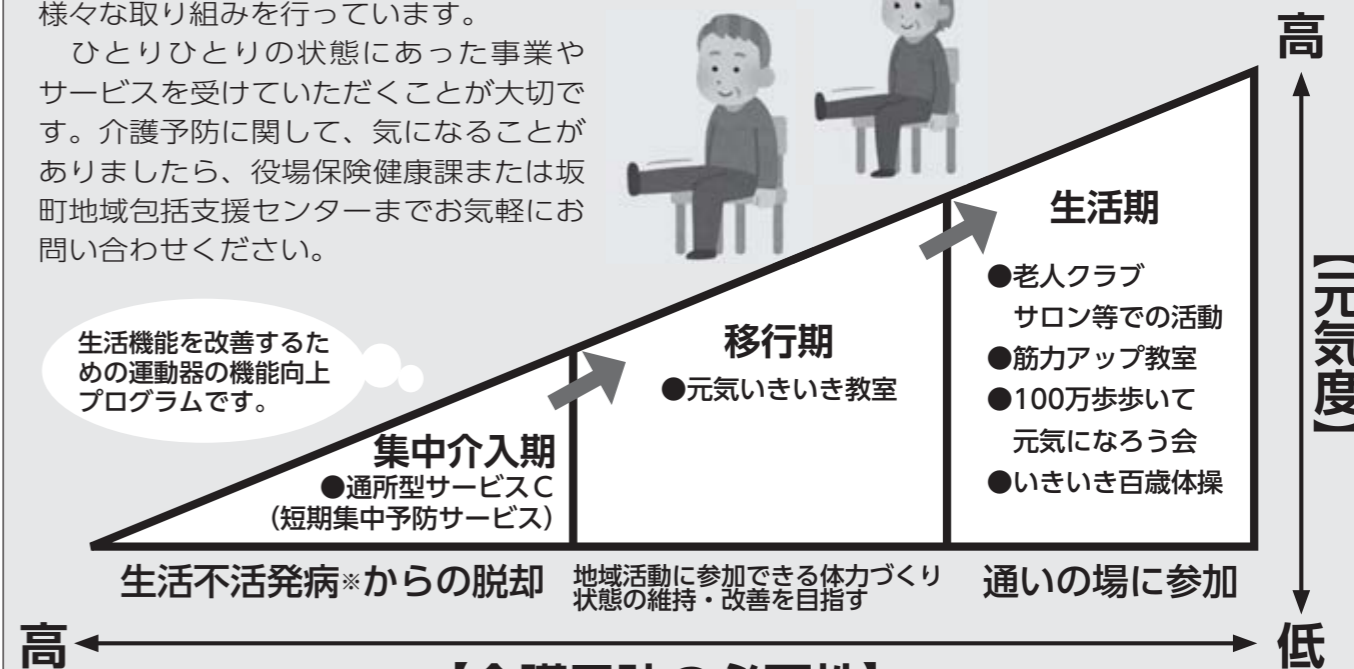 様々な取り組みを行っています。
　ひとりひとりの状態にあった事業や
サービスを受けていただくことが大切で
す。介護予防に関して、気になることが
ありましたら、役場保険健康課または坂
町地域包括支援センターまでお気軽にお
問い合わせください。
生活機能を改善するた
めの運動器の機能向上
プログラムです。
集中介入期
●通所型サービスＣ
（短期集中予防サービス）
移行期
●元気いきいき教室
生活期
●老人クラブ
サロン等での活動
●筋力アップ教室
●100万歩歩いて
元気になろう会
●いきいき百歳体操
高
【元気度】
低
生活不活発病※からの脱却
地域活動に参加できる体力づくり
状態の維持・改善を目指す
通いの場に参加
高
【介護予防の必要性】